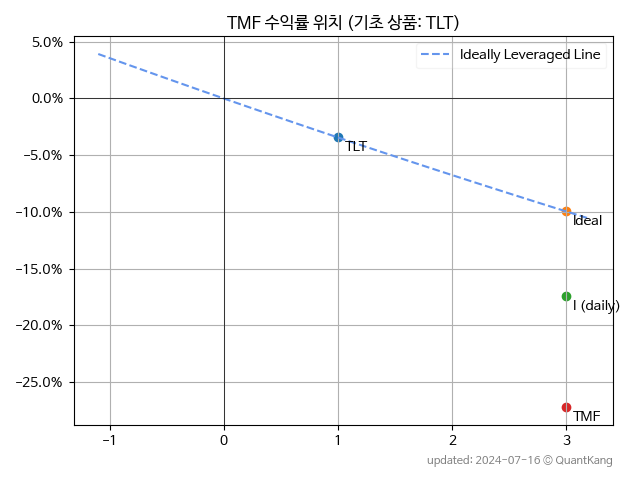 TMF 수익률 위치 (기초 상품: TLT)
5.0%
0.0%
−5.0%
−10.0%
−15.0%
−20.0%
−25.0%
Ideally Leveraged Line
TLT
Ideal
I (daily)
TMF
−1
0
1
2
3
updated: 2024-07-16 © QuantKang